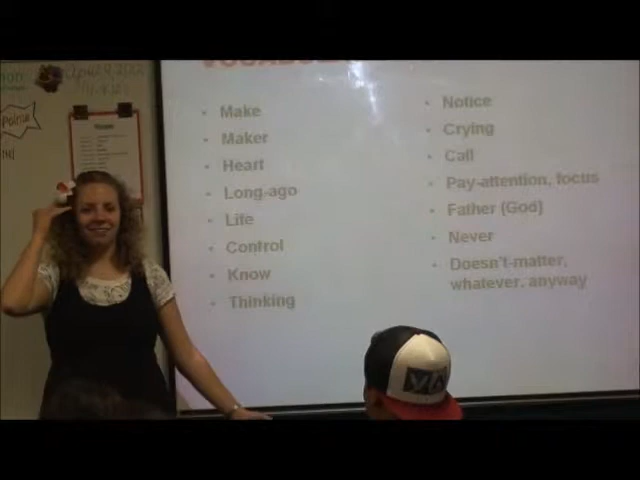 VOCABULARY
Make
Maker
Heart
Long-ago
Life
Control
Know
Thinking
Notice
Crying
Call
Pay-attention, focus
Father (God)
Never
Doesn't-matter,
whatever, anyway